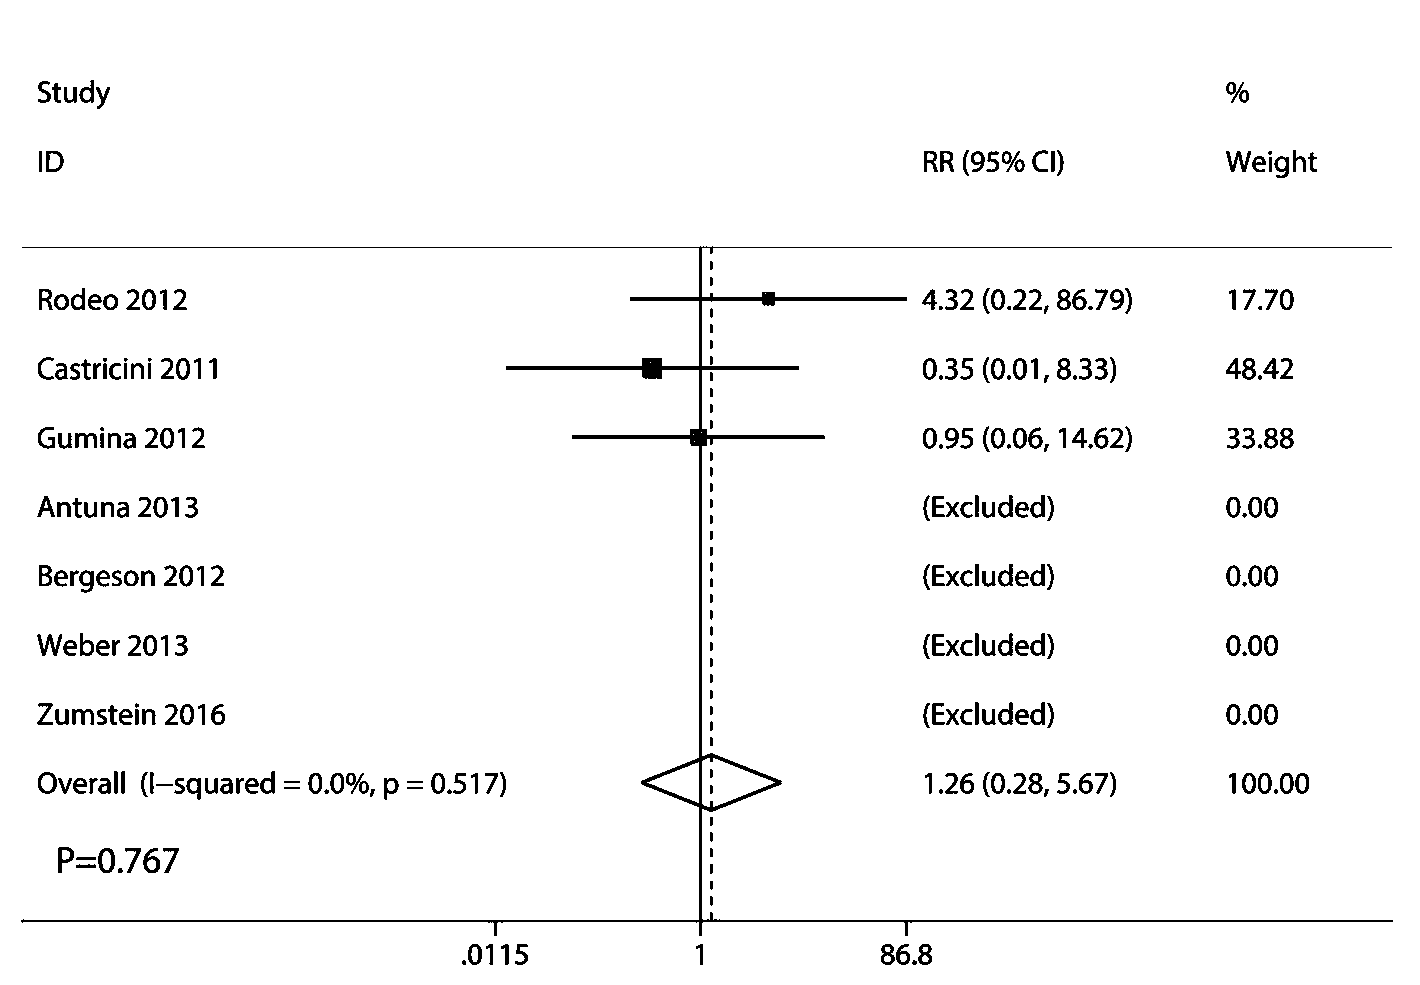 Study %
ID RR (95% CI) Weight
Rodeo 2012 4.32 (0.22, 86.79) 17.70
Castricini 2011 0.35 (0.01, 8.33) 48.42
Gumina 2012 0.95 (0.06, 14.62) 33.88
Antuna 2013 (Excluded) 0.00
Bergeson 2012 (Excluded) 0.00
Weber 2013 (Excluded) 0.00
Zumstein 2016 (Excluded) 0.00
Overall (I−squared = 0.0%, p = 0.517) 1.26 (0.28, 5.67) 100.00
P=0.767
.0115 1 86.8